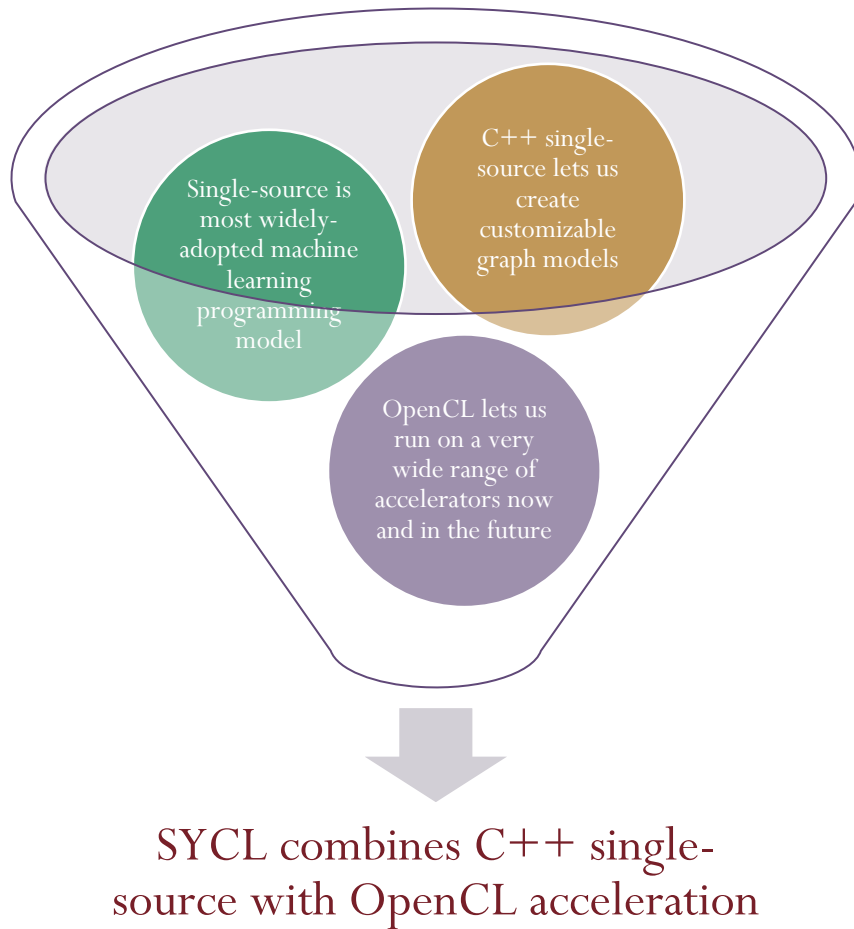 Single-source is
most widely-
adopted machine
learning
programming
model
C++ single-
source lets us
create
customizable
graph models
OpenCL lets us
run on a very
wide range of
accelerators now
and in the future
SYCL combines C++ single-
source with OpenCL acceleration